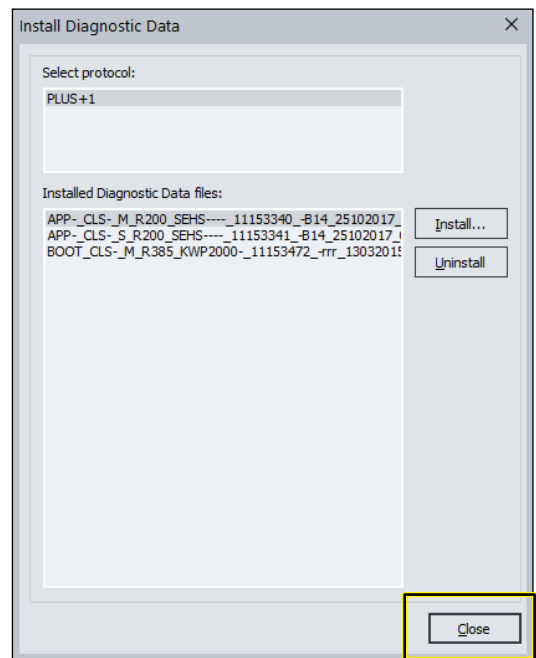 Install Diagnostic Data
Select protocol:
PLUS+1
Installed Diagnostic Data files:
APP-_CLS-_M_R200_SEHS----_11153340_-B14_25102017_
APP-_CLS-_S_R200_SEHS----_11153341_-B14_25102017_(
BOOT_CLS-_M_R385_KWP2000-_11153472_-rrr_13032015
Install...
Uninstall
Close